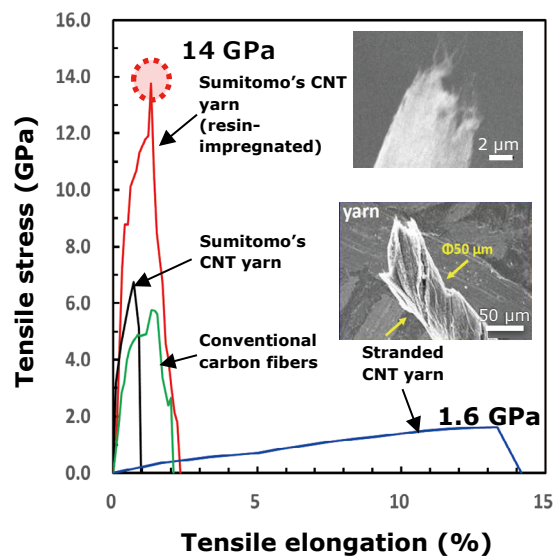 14 GPa
Sumitomo’s CNT
yarn
(resin-
impregnated)
2 µm
Sumitomo’s
CNT yarn
yarn
Φ50 µm
50 µm
Conventional
carbon fibers
Stranded
CNT yarn
1.6 GPa
Tensile stress (GPa)
16.0
14.0
12.0
10.0
8.0
6.0
4.0
2.0
0.0
0
5
10
15
Tensile elongation (%)